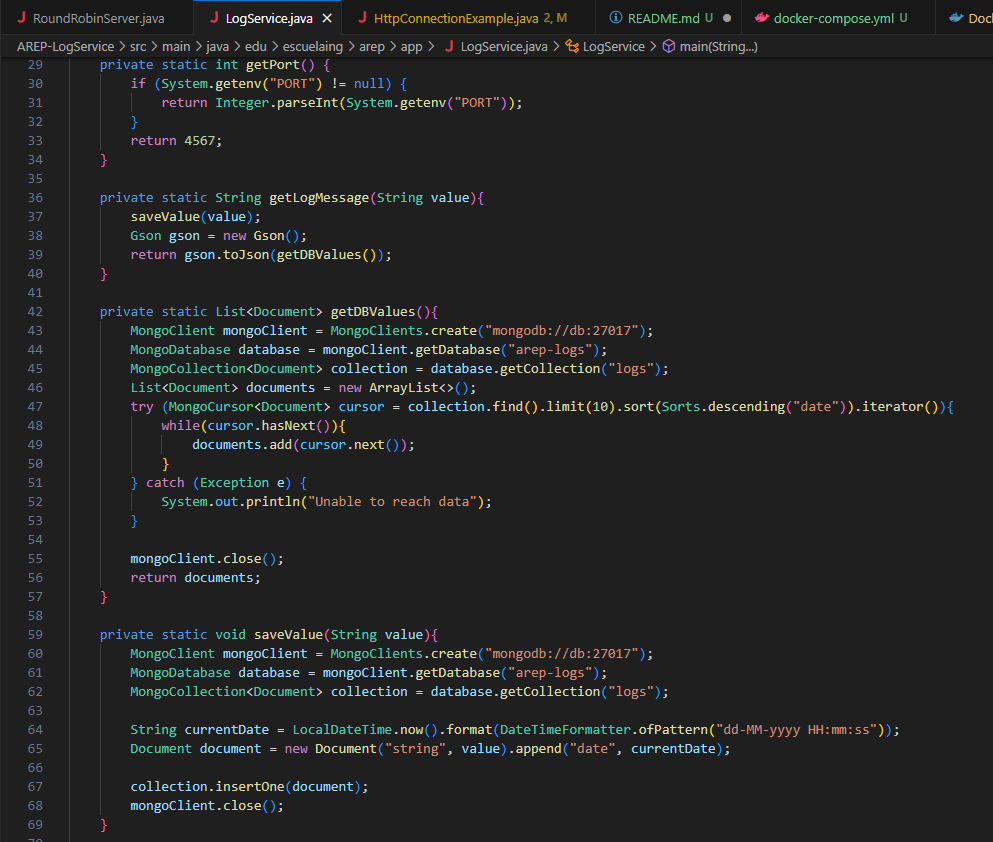 RoundRobinServer.java LogService.java HttpConnectionExample.java 2, M README.md U docker-compose.yml U
AREP-LogService > src > main > java > edu > escuelaing > arep > app > LogService.java > LogService > main(String...)
29 private static int getPort() {
30 if (System.getenv("PORT") != null) {
31 return Integer.parseInt(System.getenv("PORT"));
32 }
33 return 4567;
34 }
35
36 private static String getLogMessage(String value){
37 saveValue(value);
38 Gson gson = new Gson();
39 return gson.toJson(getDBValues());
40 }
41
42 private static List<Document> getDBValues(){
43 MongoClient mongoClient = MongoClients.create("mongodb://db:27017");
44 MongoDatabase database = mongoClient.getDatabase("arep-logs");
45 MongoCollection<Document> collection = database.getCollection("logs");
46 List<Document> documents = new ArrayList<>();
47 try (MongoCursor<Document> cursor = collection.find().limit(10).sort(Sorts.descending("date")).iterator()){
48 while(cursor.hasNext()){
49 documents.add(cursor.next());
50 }
51 } catch (Exception e) {
52 System.out.println("Unable to reach data");
53 }
54
55 mongoClient.close();
56 return documents;
57 }
58
59 private static void saveValue(String value){
60 MongoClient mongoClient = MongoClients.create("mongodb://db:27017");
61 MongoDatabase database = mongoClient.getDatabase("arep-logs");
62 MongoCollection<Document> collection = database.getCollection("logs");
63
64 String currentDate = LocalDateTime.now().format(DateTimeFormatter.ofPattern("dd-MM-yyyy HH:mm:ss"));
65 Document document = new Document("string", value).append("date", currentDate);
66
67 collection.insertOne(document);
68 mongoClient.close();
69 }